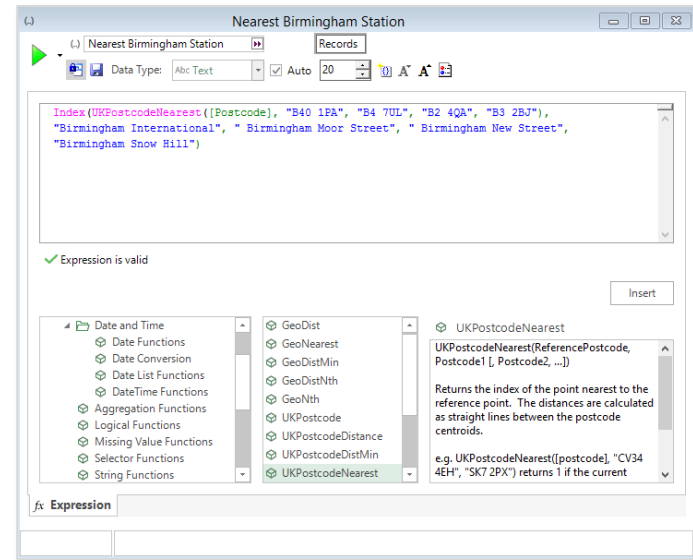 (..) Nearest Birmingham Station
(..) Nearest Birmingham Station Records
Data Type: Abc Text Auto 20 A A
Index(UKPostcodeNearest([Postcode], "B40 1PA", "B4 7UL", "B2 4QA", "B3 2BJ"),
"Birmingham International", " Birmingham Moor Street", " Birmingham New Street",
"Birmingham Snow Hill")
Expression is valid
Insert
Date and Time
Date Functions
Date Conversion
Date List Functions
DateTime Functions
Aggregation Functions
Logical Functions
Missing Value Functions
Selector Functions
String Functions
GeoDist
GeoNearest
GeoDistMin
GeoDistNth
GeoNth
UKPostcode
UKPostcodeDistance
UKPostcodeDistMin
UKPostcodeNearest
UKPostcodeNearest
UKPostcodeNearest(ReferencePostcode,
Postcode1 [, Postcode2, ...])
Returns the index of the point nearest to the
reference point. The distances are calculated
as straight lines between the postcode
centroids.
e.g. UKPostcodeNearest([postcode], "CV34
4EH", "SK7 2PX") returns 1 if the current
fx Expression